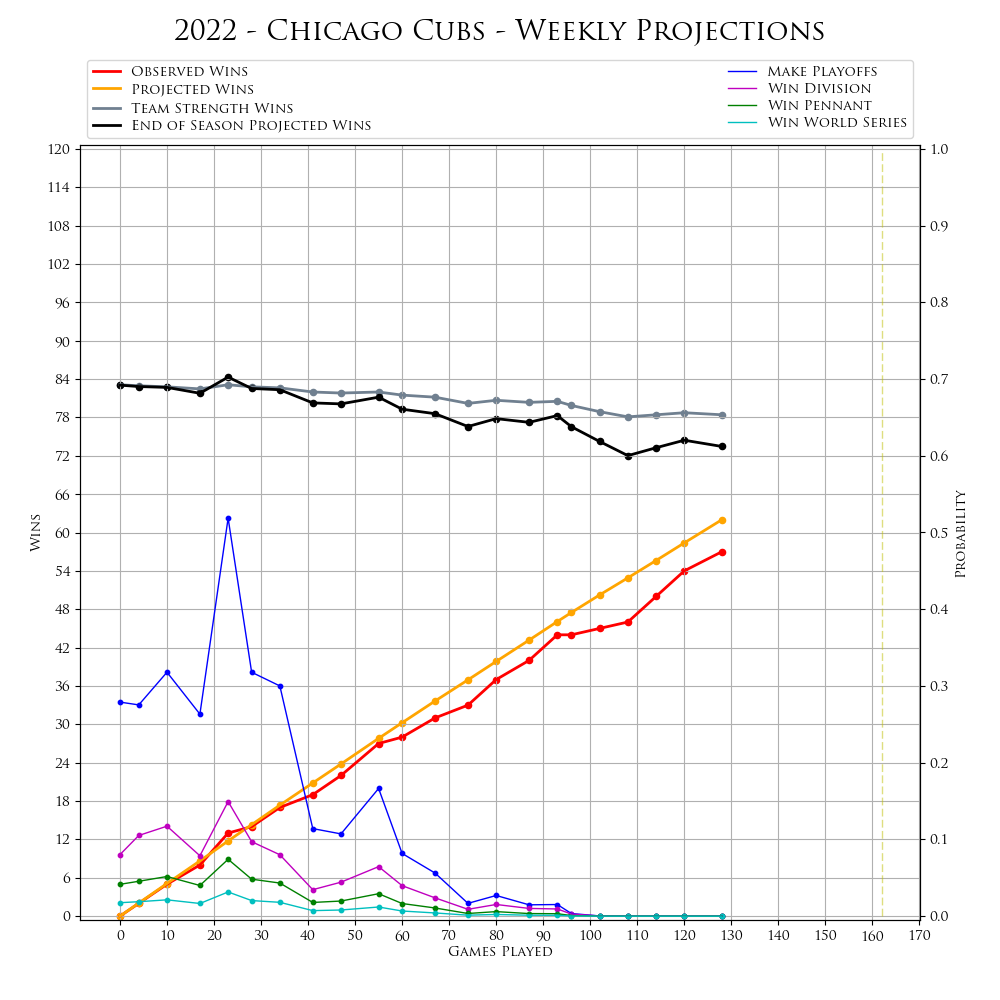 2022 - Chicago Cubs - Weekly Projections
Observed Wins
Projected Wins
Team Strength Wins
End of Season Projected Wins
Make Playoffs
Win Division
Win Pennant
Win World Series
120
114
108
102
96
90
84
78
72
66
60
54
48
42
36
30
24
18
12
6
0
Wins
1.0
0.9
0.8
0.7
0.6
0.5
0.4
0.3
0.2
0.1
0.0
Probability
0 10 20 30 40 50 60 70 80 90 100 110 120 130 140 150 160 170
Games Played